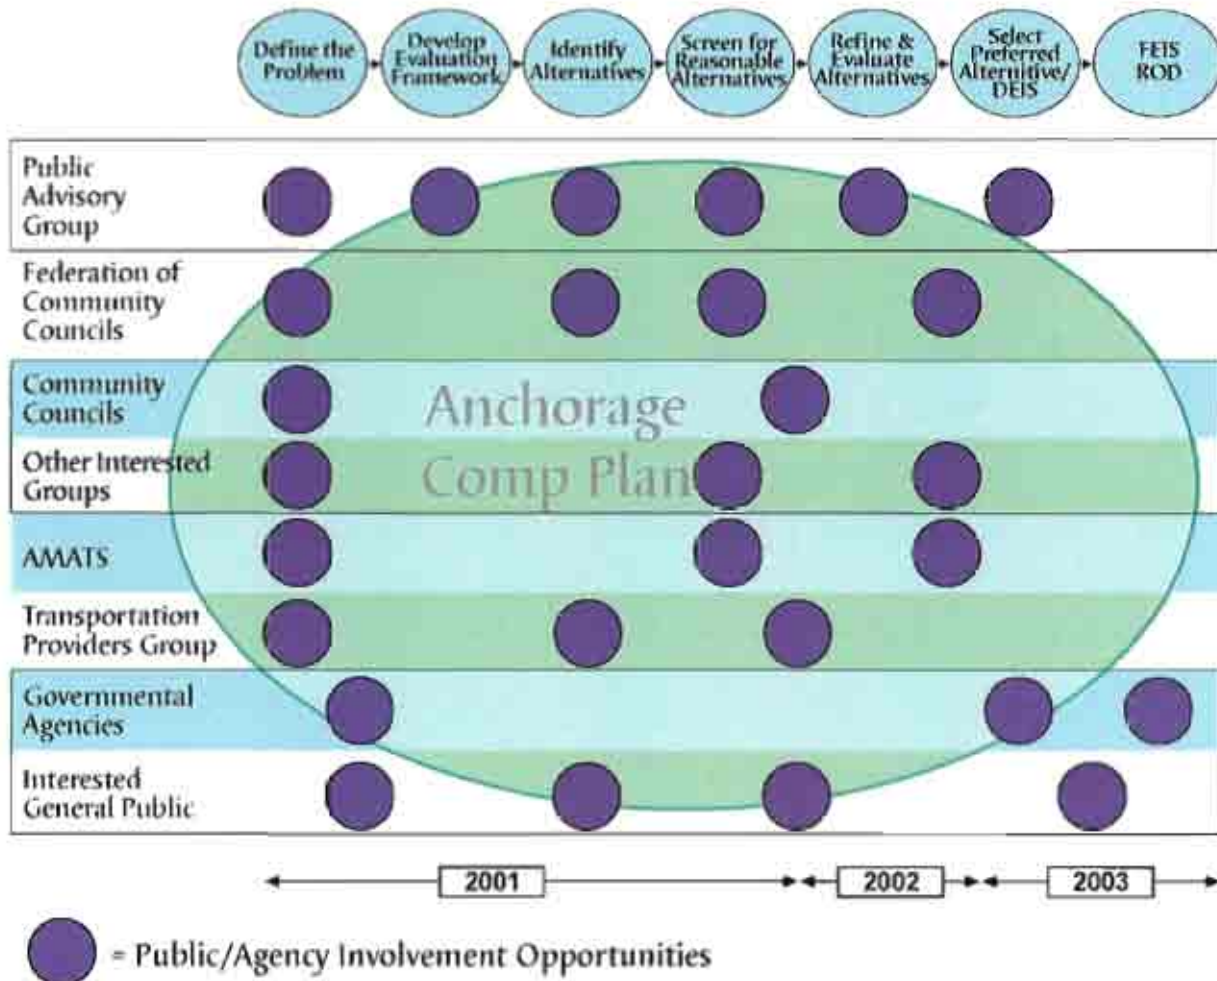 Define the
Problem
Develop
Evaluation
Framework
Identify
Alternatives
Screen for
Reasonable
Alternatives
Refine &
Evaluate
Alternatives
Select
Preferred
Alternitive/
DEIS
FEIS
ROD
Public
Advisory
Group
Federation of
Community
Councils
Community
Councils
Other Interested
Groups
AMATS
Transportation
Providers Group
Governmental
Agencies
Interested
General Public
Anchorage
Comp Plan
2001
2002
2003
= Public/Agency Involvement Opportunities